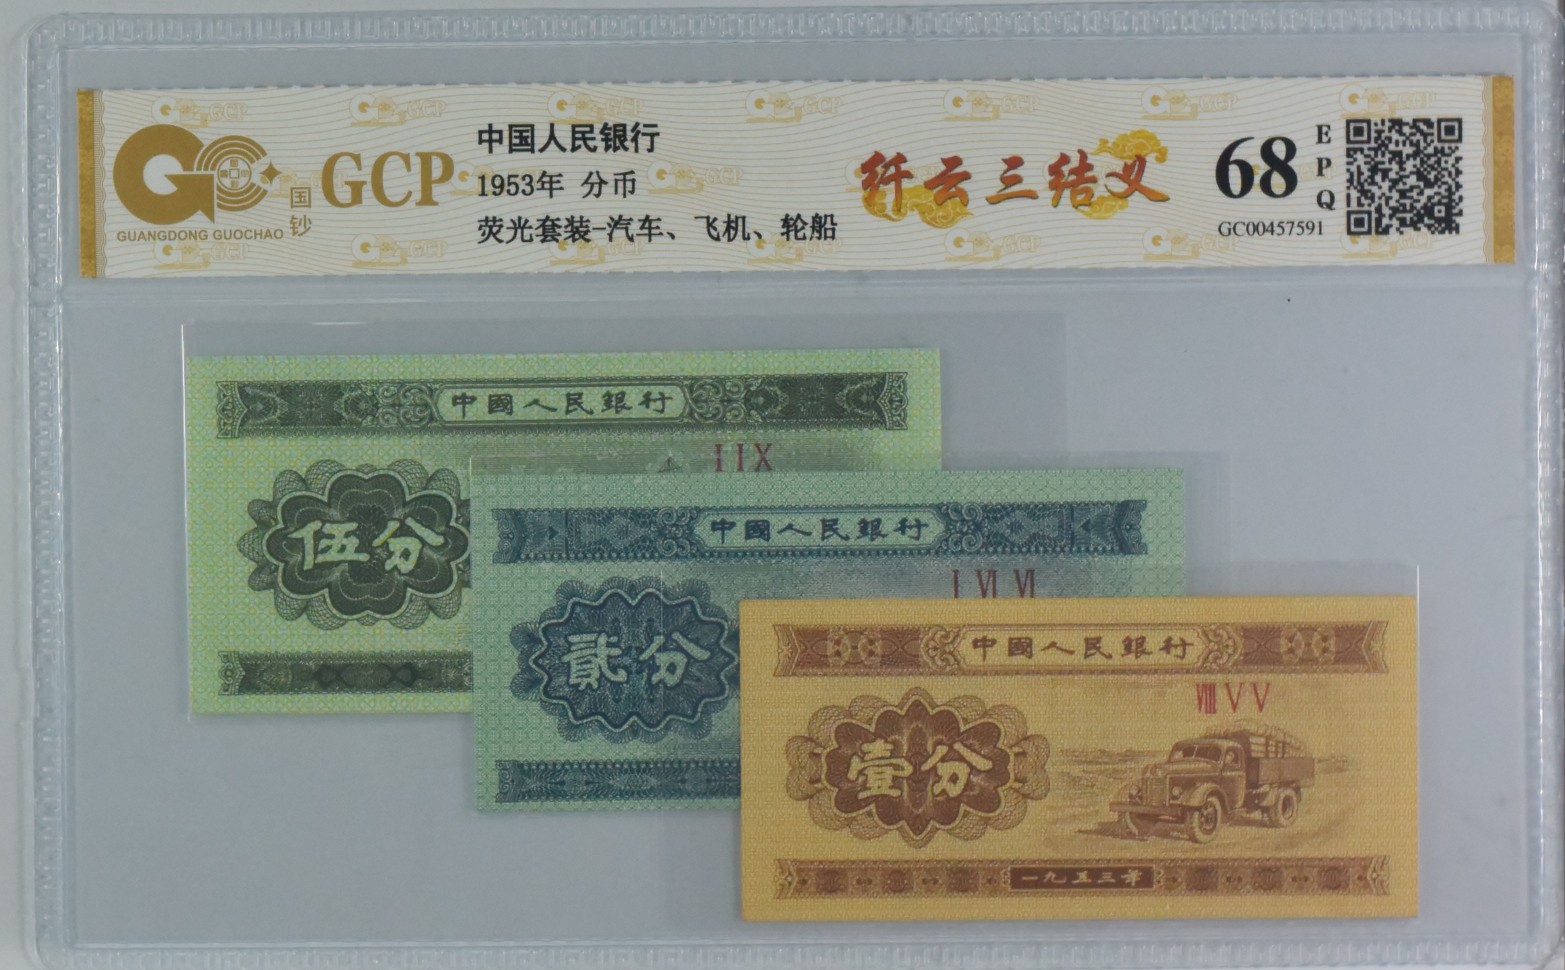 GCP
国钞
GUANGDONG GUOCHAO
中国人民银行
1953年 分币
荧光套装-汽车、飞机、轮船
纤云三结义
68
EPQ
GC00457591
中國人民銀行
IIX
伍分
中國人民銀行
I VI VI
貳分
中國人民銀行
VIII V V
壹分
一九五三年